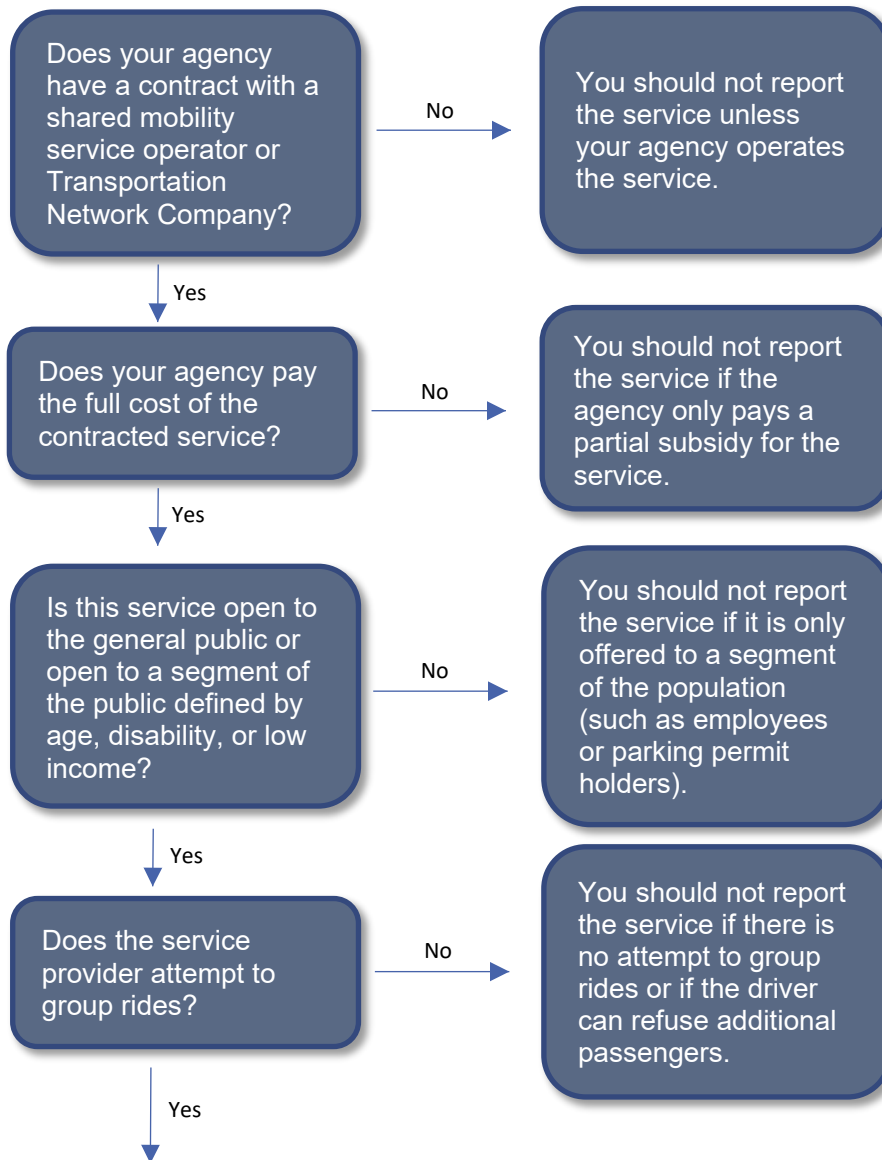 Does your agency
have a contract with a
shared mobility
service operator or
Transportation
Network Company?
No
You should not report
the service unless
your agency operates
the service.
Yes
Does your agency pay
the full cost of the
contracted service?
No
You should not report
the service if the
agency only pays a
partial subsidy for the
service.
Yes
Is this service open to
the general public or
open to a segment of
the public defined by
age, disability, or low
income?
No
You should not report
the service if it is only
offered to a segment
of the population
(such as employees
or parking permit
holders).
Yes
Does the service
provider attempt to
group rides?
No
You should not report
the service if there is
no attempt to group
rides or if the driver
can refuse additional
passengers.
Yes